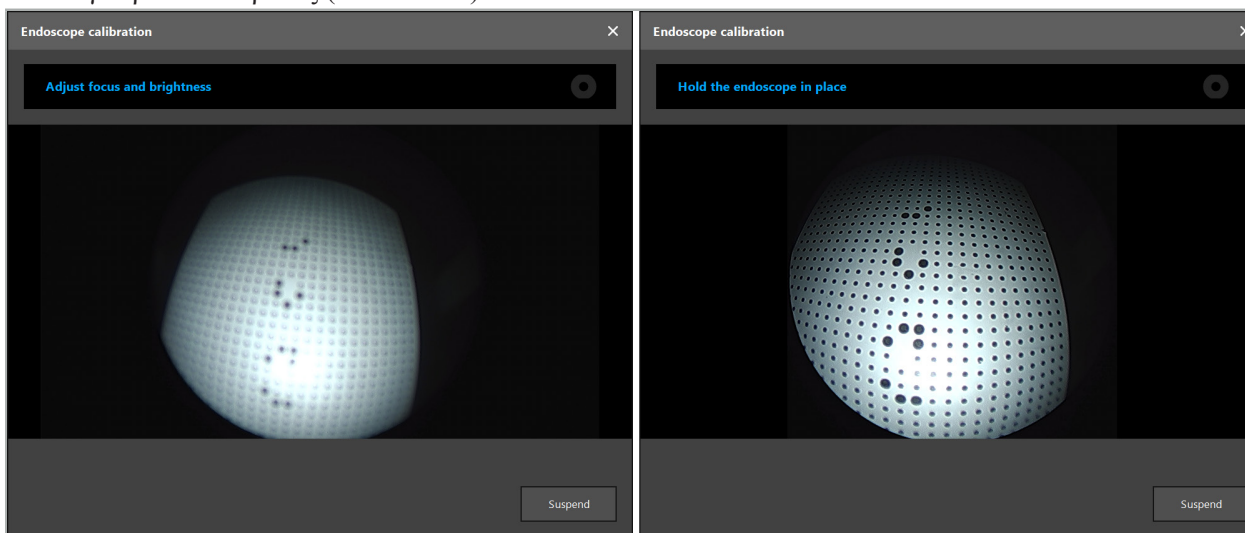 Endoscope calibration
Adjust focus and brightness
Suspend
Endoscope calibration
Hold the endoscope in place
Suspend